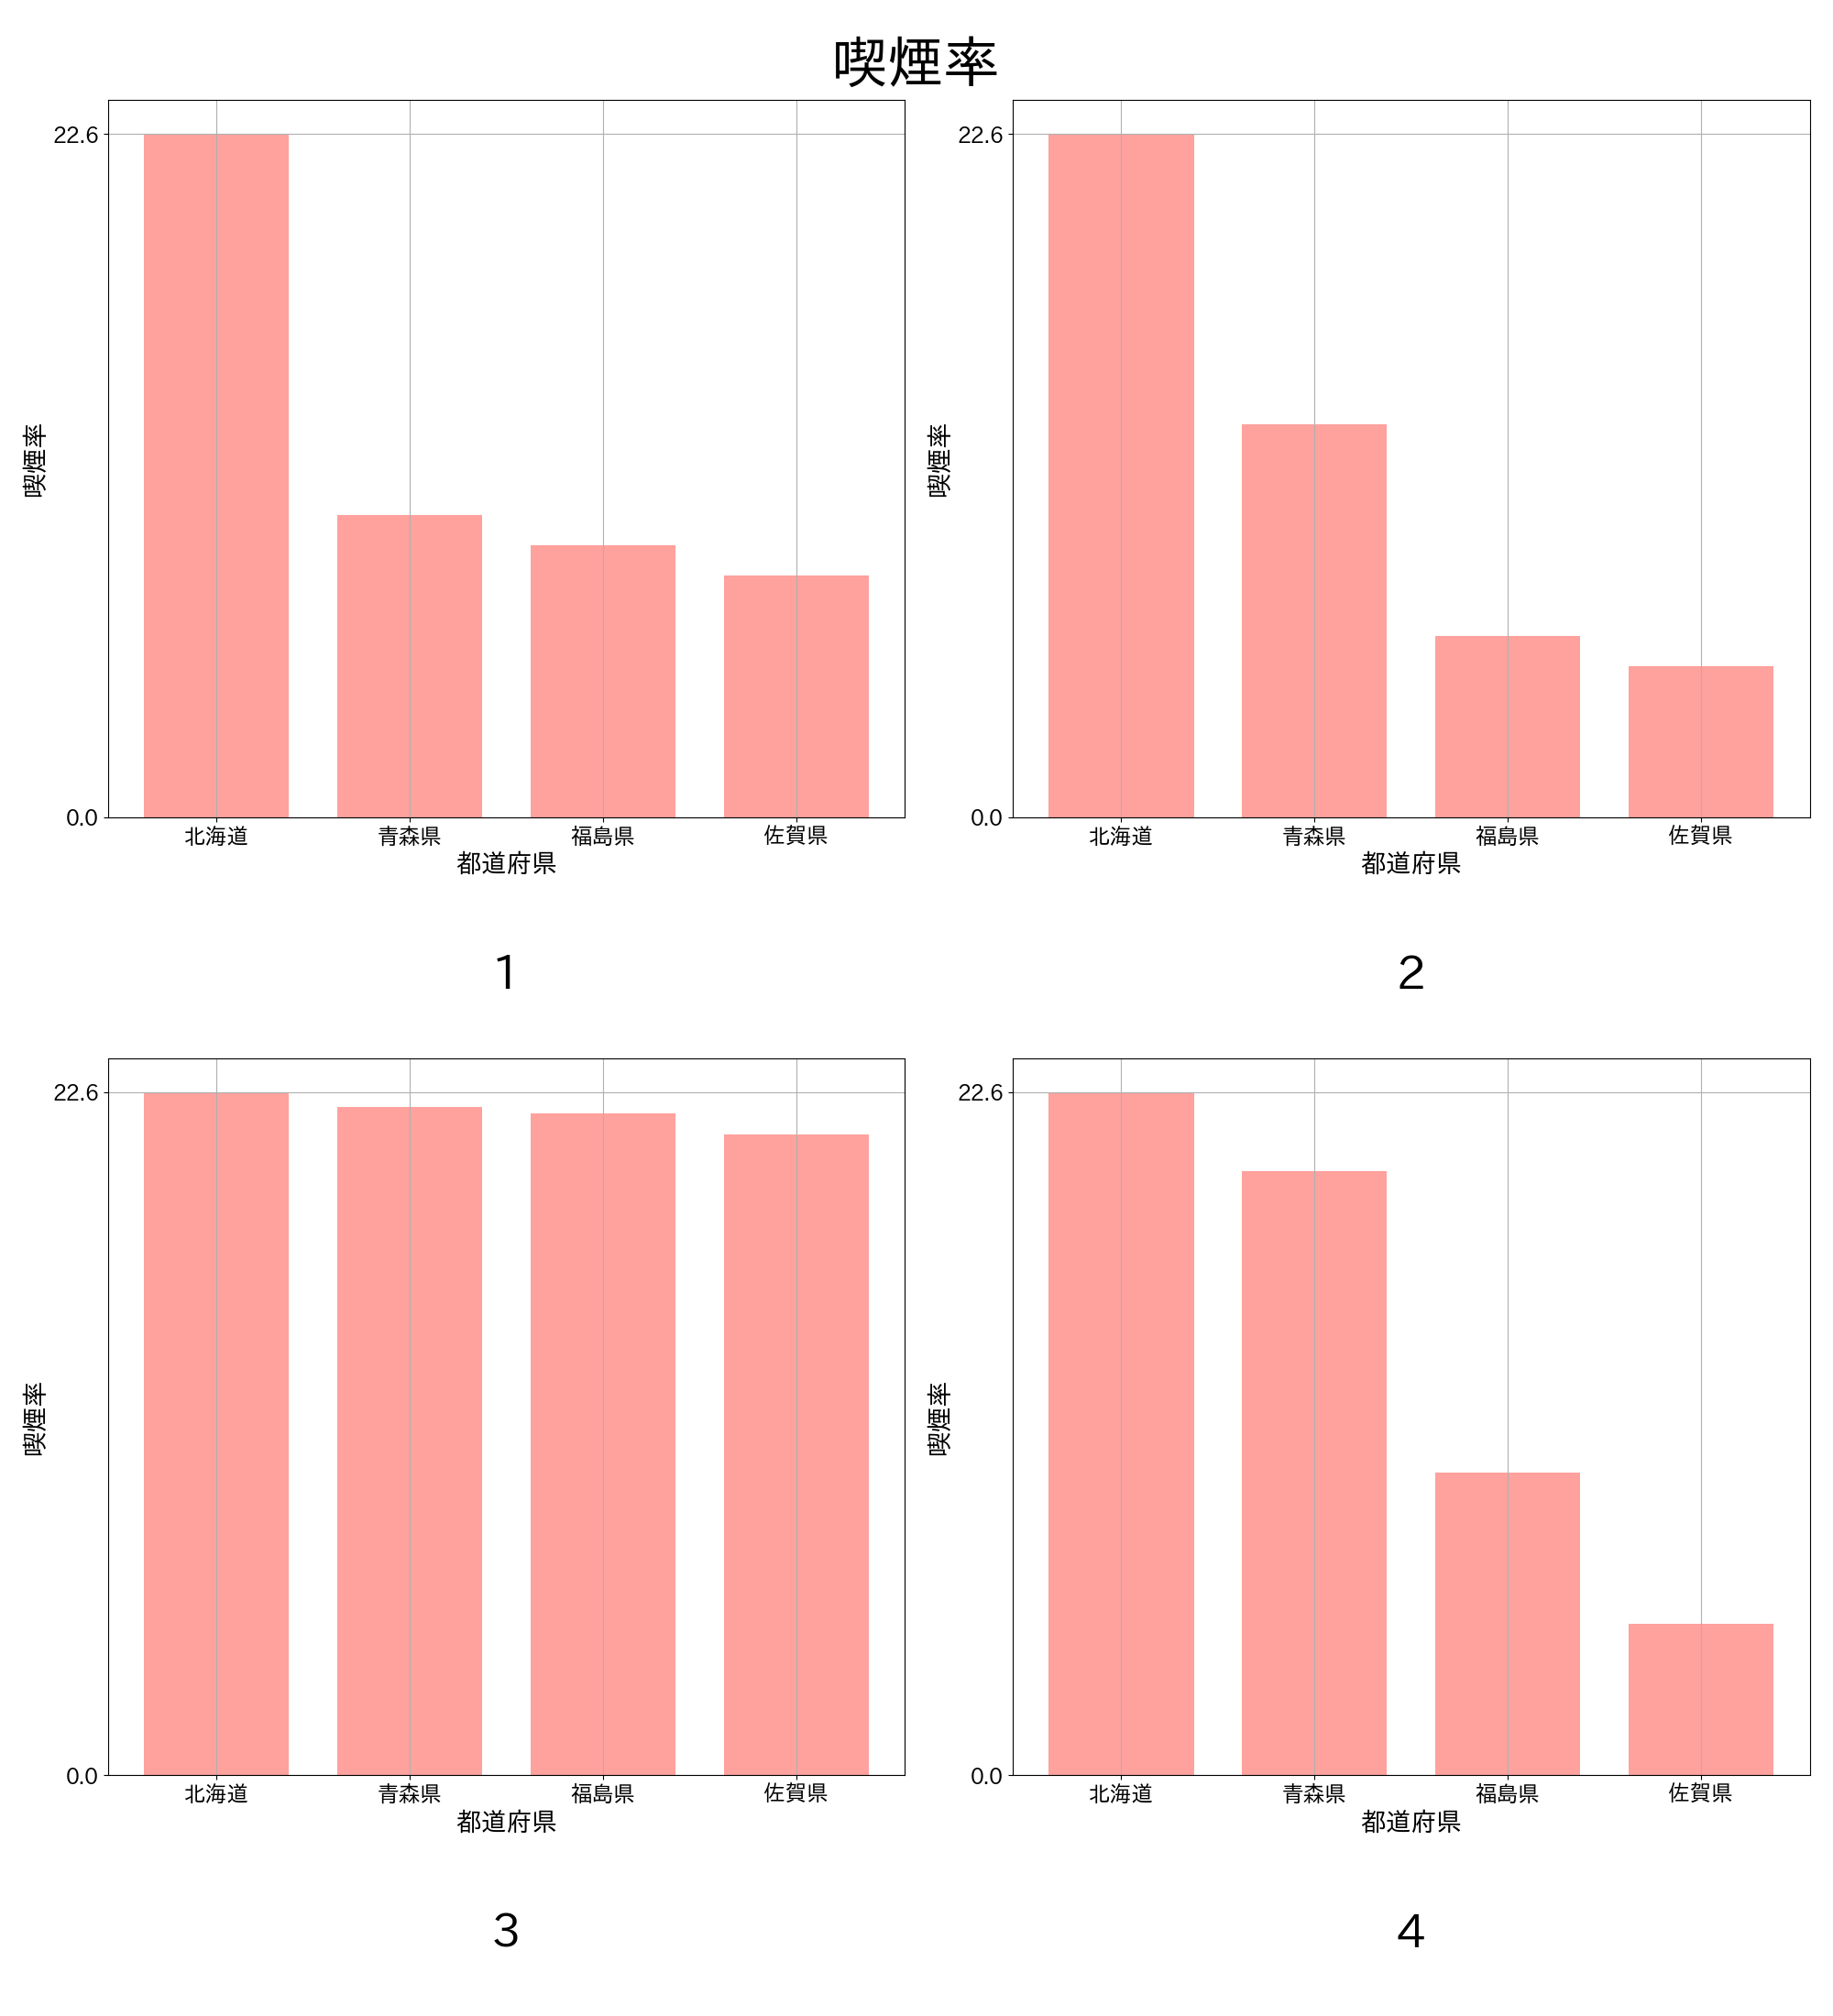 喫煙率
22.6
0.0
喫煙率
北海道 青森県 福島県 佐賀県
都道府県
1
22.6
0.0
喫煙率
北海道 青森県 福島県 佐賀県
都道府県
2
22.6
0.0
喫煙率
北海道 青森県 福島県 佐賀県
都道府県
3
22.6
0.0
喫煙率
北海道 青森県 福島県 佐賀県
都道府県
4